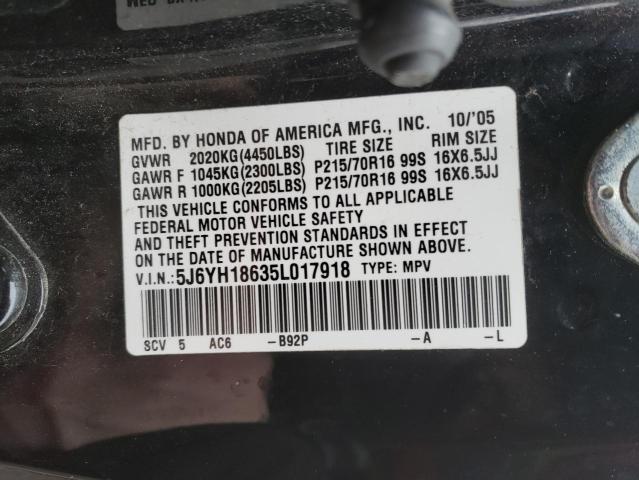 MFD. BY HONDA OF AMERICA MFG., INC. 10/'05
GVWR 2020KG(4450LBS) TIRE SIZE RIM SIZE
GAWR F 1045KG(2300LBS) P215/70R16 99S 16X6.5JJ
GAWR R 1000KG(2205LBS) P215/70R16 99S 16X6.5JJ
THIS VEHICLE CONFORMS TO ALL APPLICABLE
FEDERAL MOTOR VEHICLE SAFETY
AND THEFT PREVENTION STANDARDS IN EFFECT
ON THE DATE OF MANUFACTURE SHOWN ABOVE.
V.I.N.: 5J6YH18635L017918 TYPE: MPV
SCV 5 AC6 -B92P -A -L